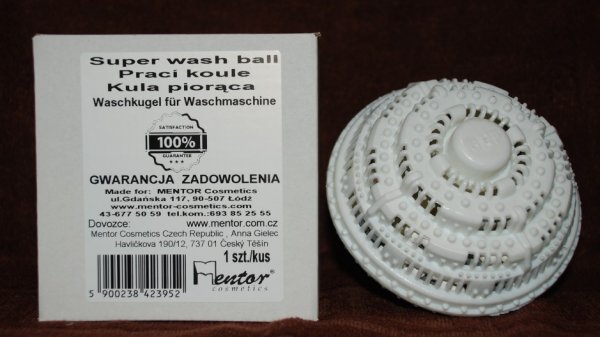 Super wash ball
Praci koule
Kula piorąca
Waschkugel für Waschmaschine
SATISFACTION
100%
GUARANTEE
GWARANCJA ZADOWOLENIA
Made for: MENTOR Cosmetics
ul.Gdańska 117, 90-507 Łódź
www.mentor-cosmetics.com
43-677 50 59 tel.kom.:693 85 25 55
Dovozce: www.mentor.com.cz
Mentor Cosmetics Czech Republic , Anna Gielec
Havlíčkova 190/12, 737 01 Český Těšín
1 szt./kus
Mentor
cosmetics
5 900238 423952